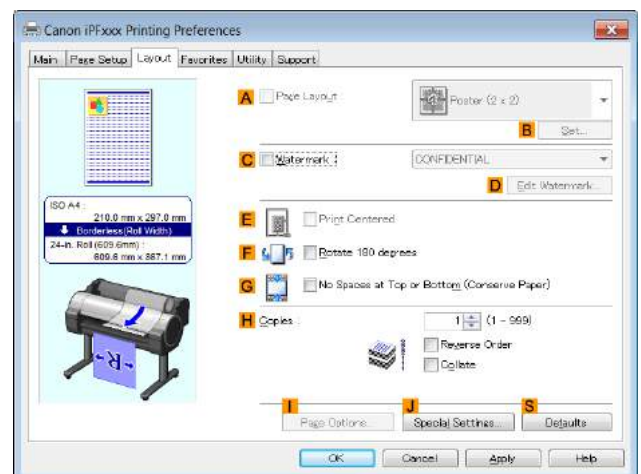 Canon iPFxxx Printing Preferences
Main Page Setup Layout Favorites Utility Support
A Page Layout Poster (2 x 2)
B Set...
C Watermark : CONFIDENTIAL
D Edit Watermark...
ISO A4 :
210.0 mm x 297.0 mm
Borderless(Roll Width)
24-in. Roll (609.6mm) :
609.6 mm x 867.1 mm
E Print Centered
F Rotate 180 degrees
G No Spaces at Top or Bottom (Conserve Paper)
H Copies : 1 (1 - 999)
Reverse Order
Collate
R
I J S
Page Options... Special Settings... Defaults
OK Cancel Apply Help